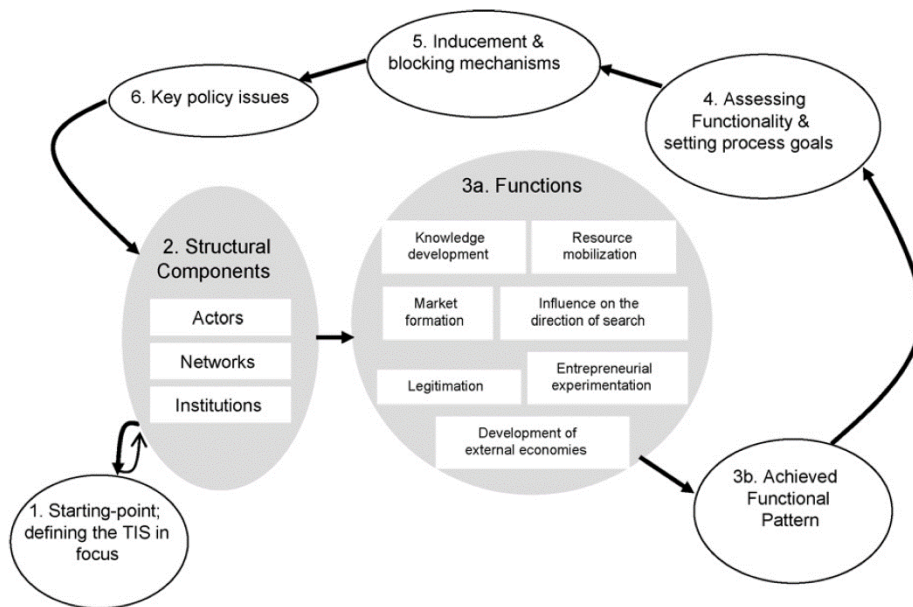 5. Inducement &
blocking mechanisms
6. Key policy issues
4. Assessing
Functionality &
setting process goals
3a. Functions
Knowledge
development
Resource
mobilization
2. Structural
Components
Market
formation
Influence on the
direction of search
Actors
Networks
Institutions
Legitimation
Entrepreneurial
experimentation
Development of
external economies
3b. Achieved
Functional
Pattern
1. Starting-point;
defining the TIS in
focus